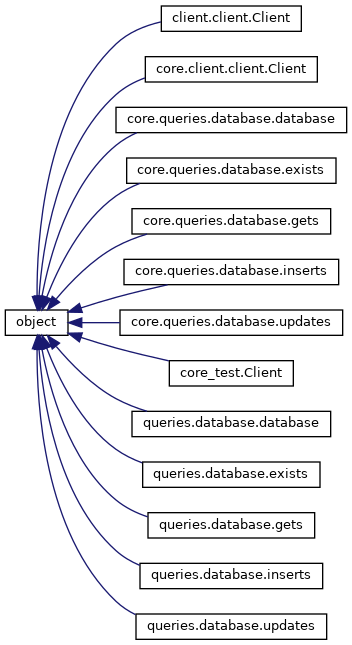 client.client.Client
core.client.client.Client
core.queries.database.database
core.queries.database.exists
core.queries.database.gets
core.queries.database.inserts
object
core.queries.database.updates
core_test.Client
queries.database.database
queries.database.exists
queries.database.gets
queries.database.inserts
queries.database.updates